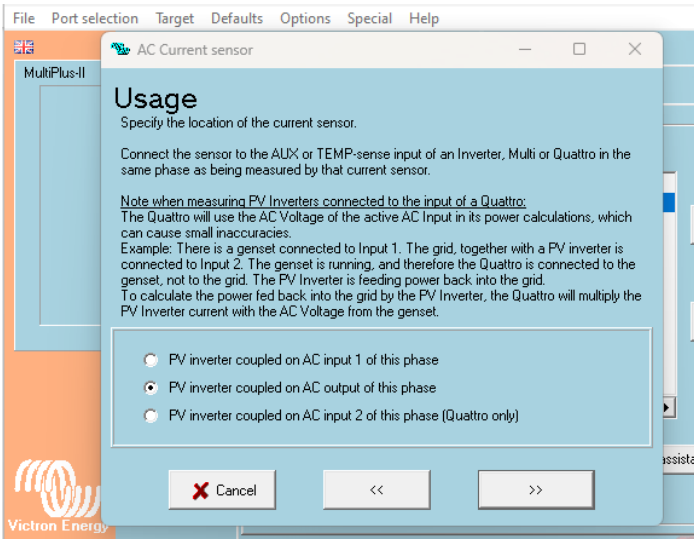 File Port selection Target Defaults Options Special Help
AC Current sensor
MultiPlus-II
Usage
Specify the location of the current sensor.
Connect the sensor to the AUX or TEMP-sense input of an Inverter, Multi or Quattro in the
same phase as being measured by that current sensor.
Note when measuring PV Inverters connected to the input of a Quattro:
The Quattro will use the AC Voltage of the active AC Input in its power calculations, which
can cause small inaccuracies.
Example: There is a genset connected to Input 1. The grid, together with a PV inverter is
connected to Input 2. The genset is running, and therefore the Quattro is connected to the
genset, not to the grid. The PV Inverter is feeding power back into the grid.
To calculate the power fed back into the grid by the PV Inverter, the Quattro will multiply the
PV Inverter current with the AC Voltage from the genset.
PV inverter coupled on AC input 1 of this phase
PV inverter coupled on AC output of this phase
PV inverter coupled on AC input 2 of this phase (Quattro only)
assista
Cancel
<<
>>
Victron Energy